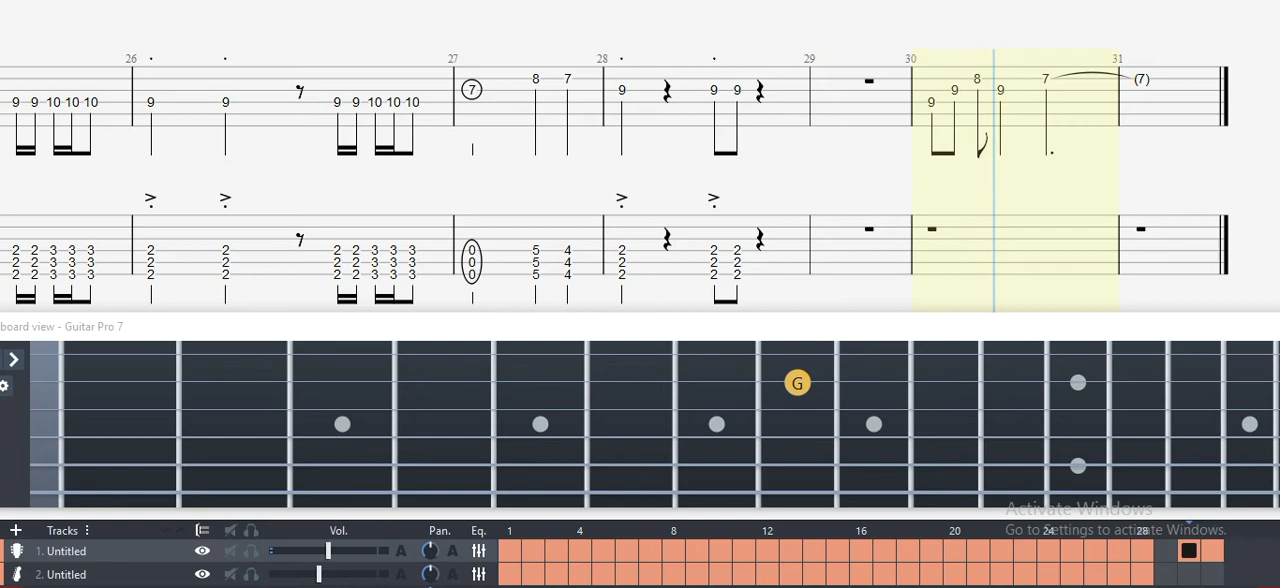 26 27 28 29 30 31
8 7 8 7 (7)
7 9 9 9 9 9
9 9 10 10 10 9 9 9 9 10 10 10 9
> > > >
2 2 3 3 3 2 2 2 2 3 3 3 0 5 4 2 2 2
2 2 3 3 3 2 2 2 2 3 3 3 0 5 4 2 2 2
2 2 3 3 3 2 2 2 2 3 3 3 0 5 4 2 2 2
board view - Guitar Pro 7
G
Activate Windows
Go to Settings to activate Windows.
+ Tracks Vol. Pan. Eq. 1 4 8 12 16 20 24 28
1. Untitled A A
2. Untitled A A